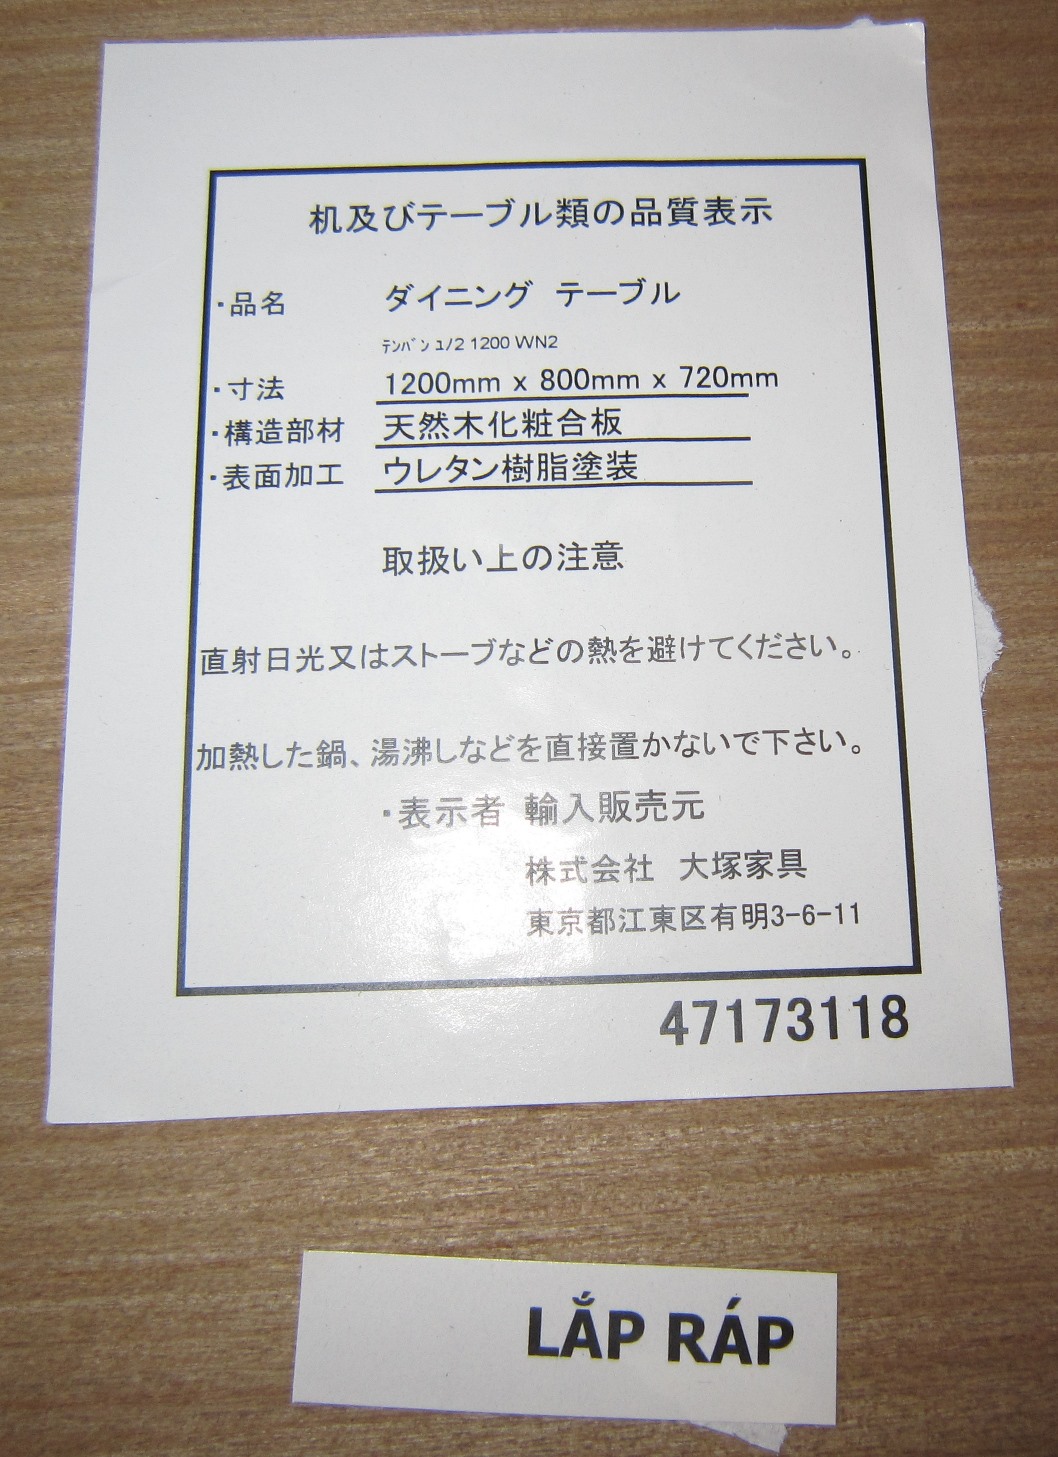 机及びテーブル類の品質表示
・品名 ダイニング テーブル
ﾃﾝﾊﾞﾝ ﾕﾉ2 1200 WN2
・寸法 1200mm x 800mm x 720mm
・構造部材 天然木化粧合板
・表面加工 ウレタン樹脂塗装
取扱い上の注意
直射日光又はストーブなどの熱を避けてください。
加熱した鍋、湯沸しなどを直接置かないで下さい。
・表示者 輸入販売元
株式会社 大塚家具
東京都江東区有明3-6-11
47173118
LẮP RÁP